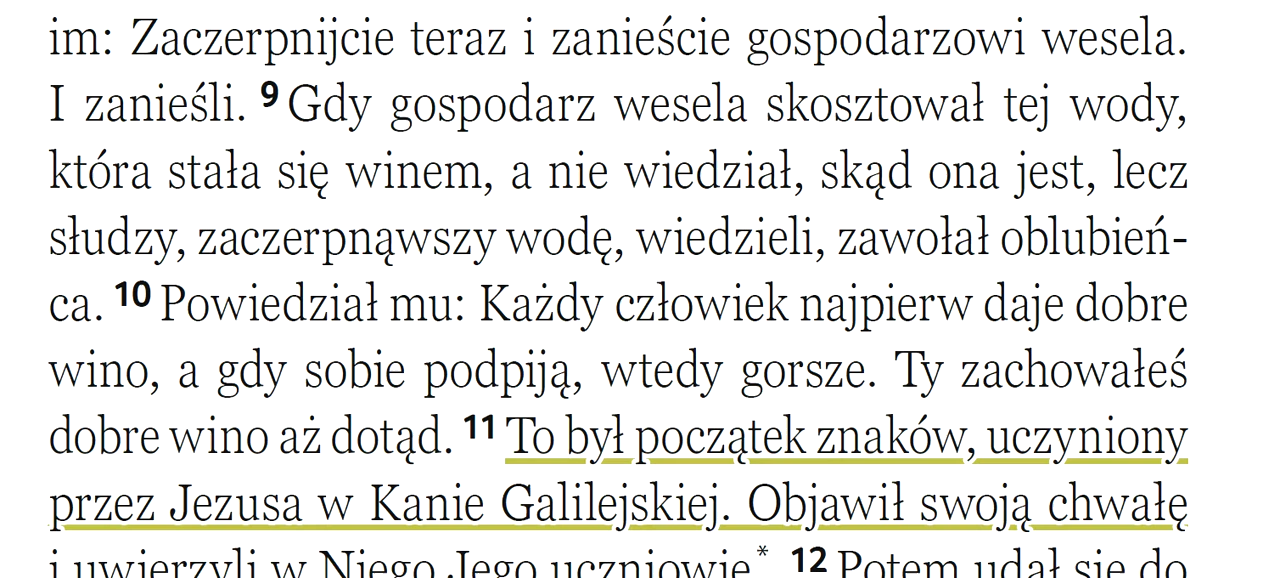 im: Zaczerpnijcie teraz i zanieście gospodarzowi wesela.
I zanieśli. 9 Gdy gospodarz wesela skosztował tej wody,
która stała się winem, a nie wiedział, skąd ona jest, lecz
słudzy, zaczerpnąwszy wodę, wiedzieli, zawołał oblubień-
ca. 10 Powiedział mu: Każdy człowiek najpierw daje dobre
wino, a gdy sobie podpiją, wtedy gorsze. Ty zachowałeś
dobre wino aż dotąd. 11 To był początek znaków, uczyniony
przez Jezusa w Kanie Galilejskiej. Objawił swoją chwałę
i uwierzyli w Niego Jego uczniowie* 12 Potem udał się do